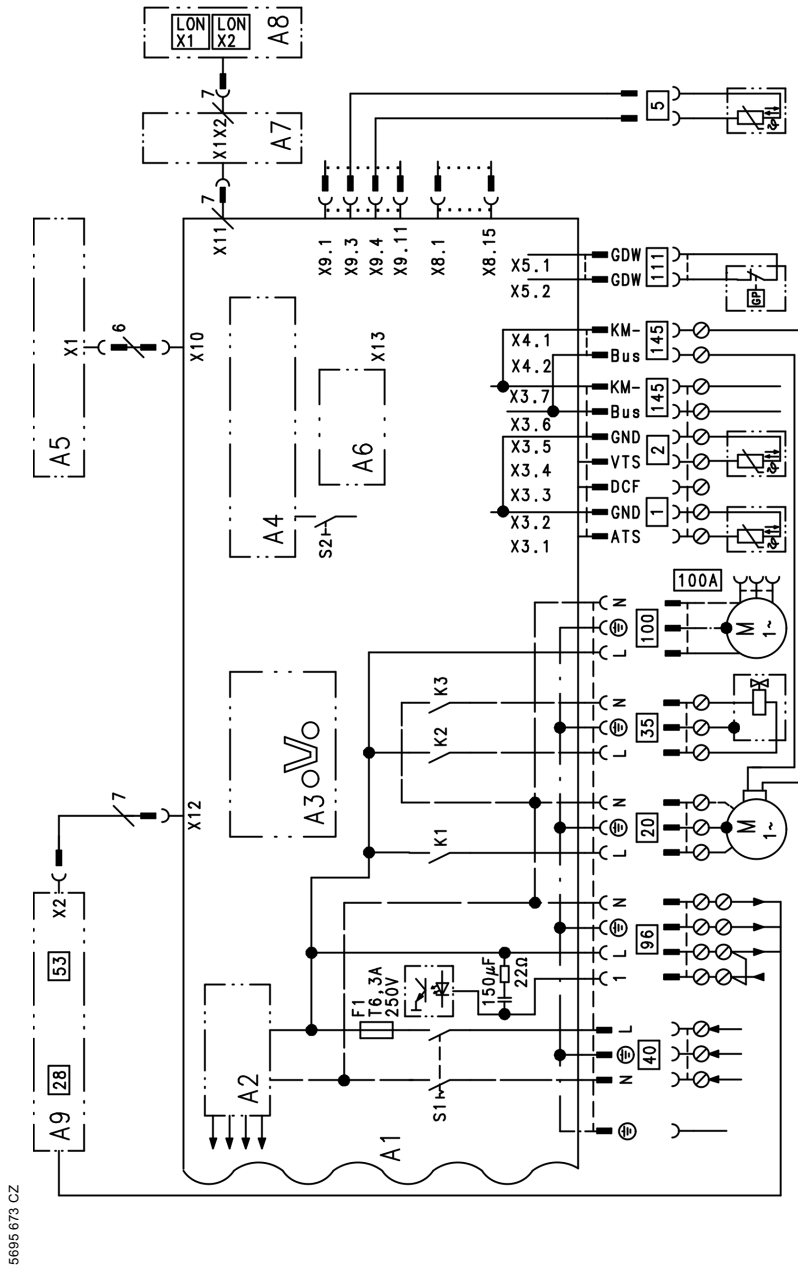 LON X1
LON X2
A8
7
X1
X2
A7
7
X11
5
X9.1
X9.3
X9.4
X9.11
X8.1
X8.15
A5
X1
6
X10
A4
S2
A6
X13
X5.1
X5.2
GDW
GDW
111
GP
X4.1
X4.2
KM-
Bus
145
X3.7
X3.6
KM-
Bus
145
X3.5
X3.4
GND
VTS
2
X3.3
DCF
X3.2
X3.1
GND
ATS
1
100A
N
L
100
M
1~
A3
K3
K2
K1
N
L
35
N
L
20
M
1~
X12
7
A9
X2
53
28
N
L
1
96
150µF
22Ω
F1
T6,3A
250V
A2
S1
A1
L
N
40
5695 673 CZ